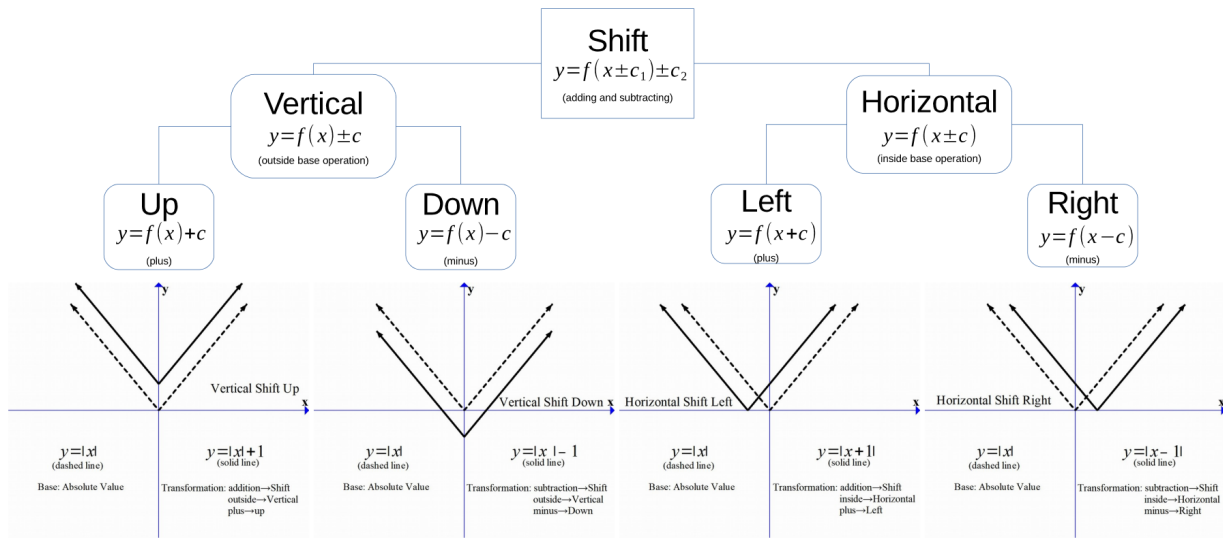 Shift
y=f(x±c₁)±c₂
(adding and subtracting)
Vertical
y=f(x)±c
(outside base operation)
Horizontal
y=f(x±c)
(inside base operation)
Up
y=f(x)+c
(plus)
Down
y=f(x)−c
(minus)
Left
y=f(x+c)
(plus)
Right
y=f(x−c)
(minus)
y
Vertical Shift Up
x
y=|x|
(dashed line)
y=|x|+1
(solid line)
Base: Absolute Value
Transformation: addition→Shift
outside→Vertical
plus→up
y
Vertical Shift Down
x
y=|x|
(dashed line)
y=|x|-1
(solid line)
Base: Absolute Value
Transformation: subtraction→Shift
outside→Vertical
minus→Down
y
Horizontal Shift Left
x
y=|x|
(dashed line)
y=|x+1|
(solid line)
Base: Absolute Value
Transformation: addition→Shift
inside→Horizontal
plus→Left
y
Horizontal Shift Right
x
y=|x|
(dashed line)
y=|x-1|
(solid line)
Base: Absolute Value
Transformation: subtraction→Shift
inside→Horizontal
minus→Right